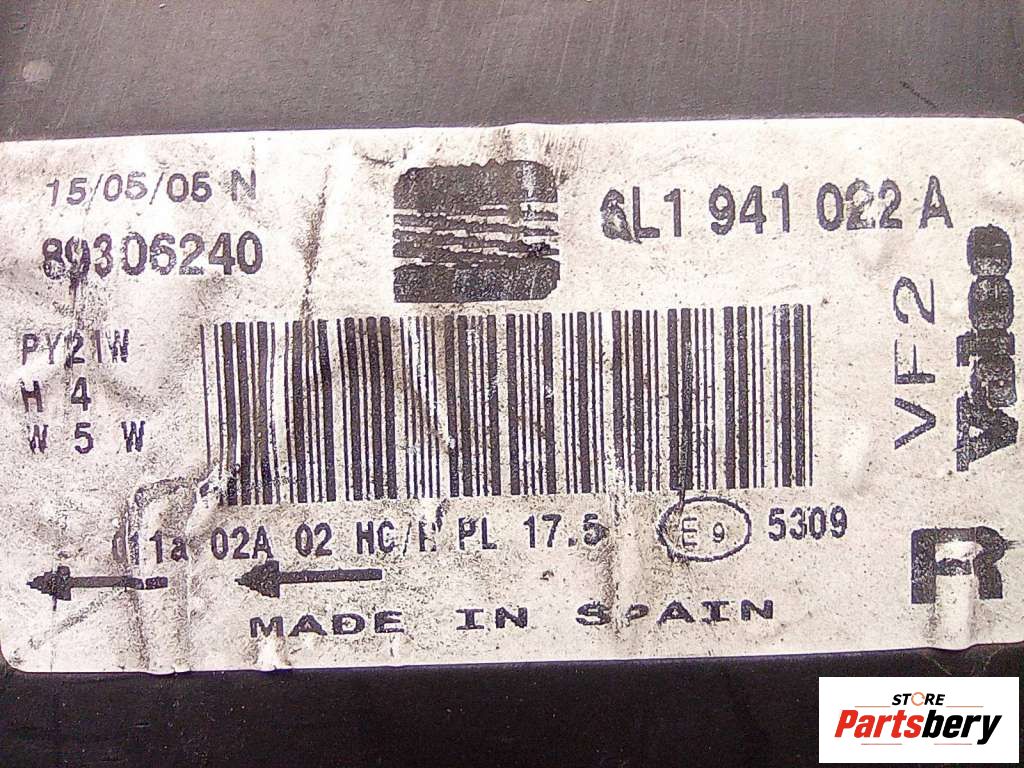 15/05/05 N
89306240
6L1 941 022 A
PY21W
H 4
W 5 W
VF2
Valeo
R
02A 02 HC/R PL 17.5 E 9 5309
MADE IN SPAIN
STORE
Partsbery